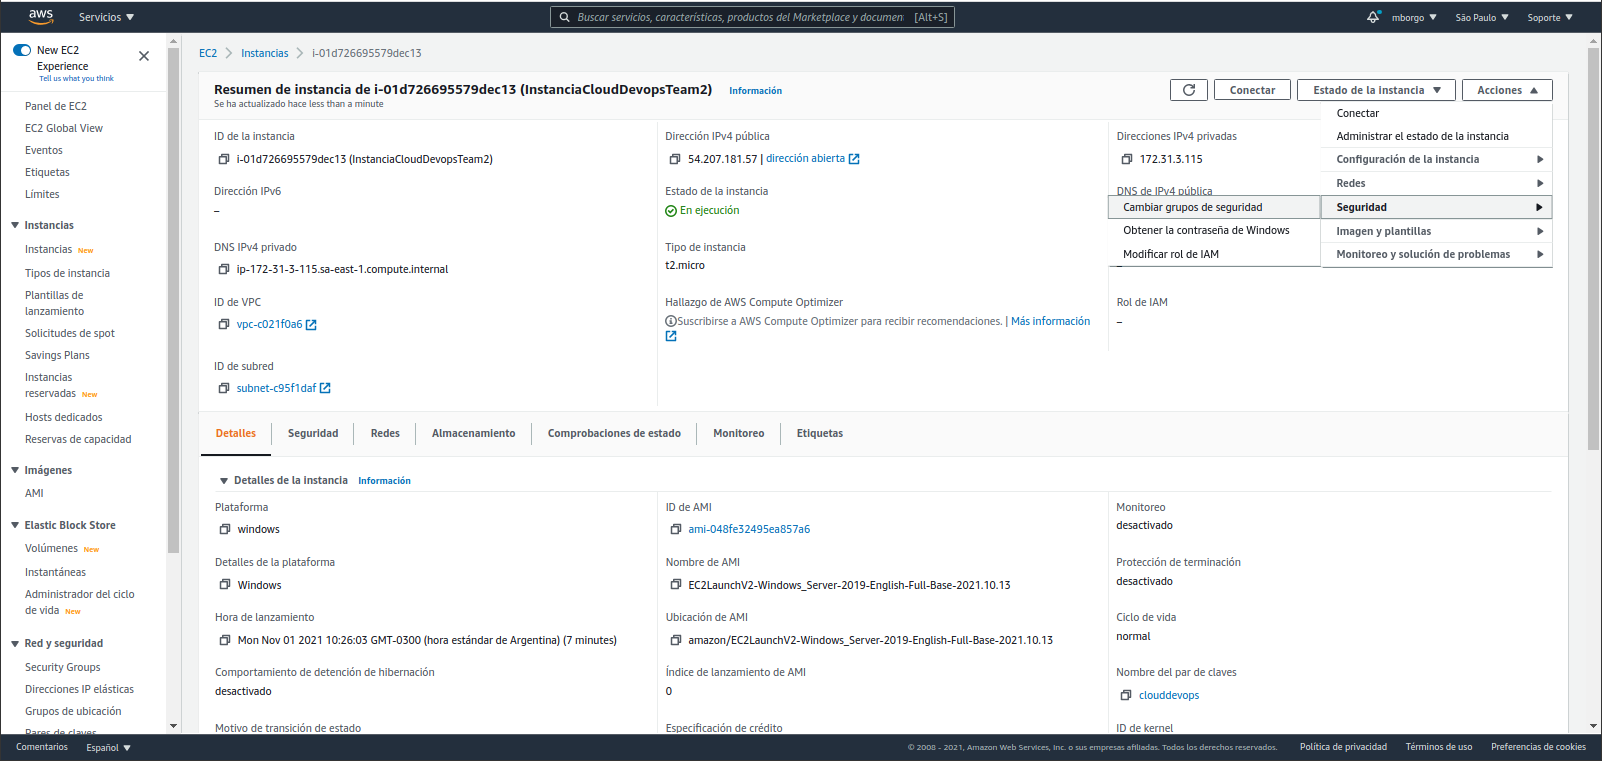 aws
Servicios
Buscar servicios, características, productos del Marketplace y documen
[Alt+S]
mborgo
São Paulo
Soporte
New EC2
Experience
Tell us what you think
Panel de EC2
EC2 Global View
Eventos
Etiquetas
Límites
Instancias
Instancias New
Tipos de instancia
Plantillas de
lanzamiento
Solicitudes de spot
Savings Plans
Instancias
reservadas New
Hosts dedicados
Reservas de capacidad
Imágenes
AMI
Elastic Block Store
Volúmenes New
Instantáneas
Administrador del ciclo
de vida New
Red y seguridad
Security Groups
Direcciones IP elásticas
Grupos de ubicación
Pares de claves
EC2 > Instancias > i-01d726695579dec13
Resumen de instancia de i-01d726695579dec13 (InstanciaCloudDevopsTeam2) Información
Se ha actualizado hace less than a minute
Conectar
Estado de la instancia
Acciones
Conectar
Administrar el estado de la instancia
Configuración de la instancia
Redes
Seguridad
Imagen y plantillas
Monitoreo y solución de problemas
Cambiar grupos de seguridad
Obtener la contraseña de Windows
Modificar rol de IAM
ID de la instancia
i-01d726695579dec13 (InstanciaCloudDevopsTeam2)
Dirección IPv4 pública
54.207.181.57 | dirección abierta
Direcciones IPv4 privadas
172.31.3.115
Dirección IPv6
–
Estado de la instancia
En ejecución
DNS de IPv4 pública
DNS IPv4 privado
ip-172-31-3-115.sa-east-1.compute.internal
Tipo de instancia
t2.micro
–
ID de VPC
vpc-c021f0a6
Hallazgo de AWS Compute Optimizer
Suscribirse a AWS Compute Optimizer para recibir recomendaciones. | Más información
Rol de IAM
–
ID de subred
subnet-c95f1daf
Detalles
Seguridad
Redes
Almacenamiento
Comprobaciones de estado
Monitoreo
Etiquetas
Detalles de la instancia Información
Plataforma
windows
ID de AMI
ami-048fe32495ea857a6
Monitoreo
desactivado
Detalles de la plataforma
Windows
Nombre de AMI
EC2LaunchV2-Windows_Server-2019-English-Full-Base-2021.10.13
Protección de terminación
desactivado
Hora de lanzamiento
Mon Nov 01 2021 10:26:03 GMT-0300 (hora estándar de Argentina) (7 minutes)
Ubicación de AMI
amazon/EC2LaunchV2-Windows_Server-2019-English-Full-Base-2021.10.13
Ciclo de vida
normal
Comportamiento de detención de hibernación
desactivado
Índice de lanzamiento de AMI
0
Nombre del par de claves
clouddevops
Motivo de transición de estado
Especificación de crédito
ID de kernel
Comentarios
Español
© 2008 - 2021, Amazon Web Services, Inc. o sus empresas afiliadas. Todos los derechos reservados.
Política de privacidad
Términos de uso
Preferencias de cookies